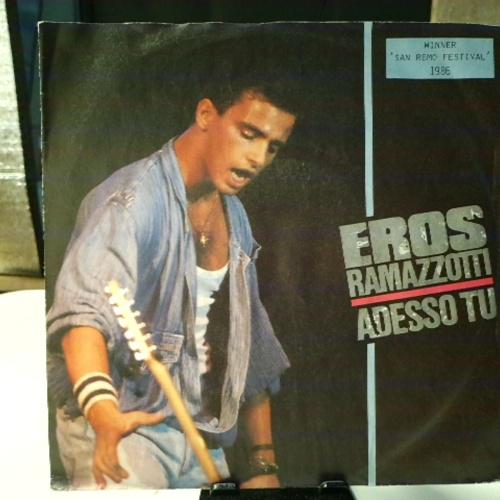 WINNER
'SAN REMO FESTIVAL'
1986
EROS
RAMAZZOTTI
ADESSO TU